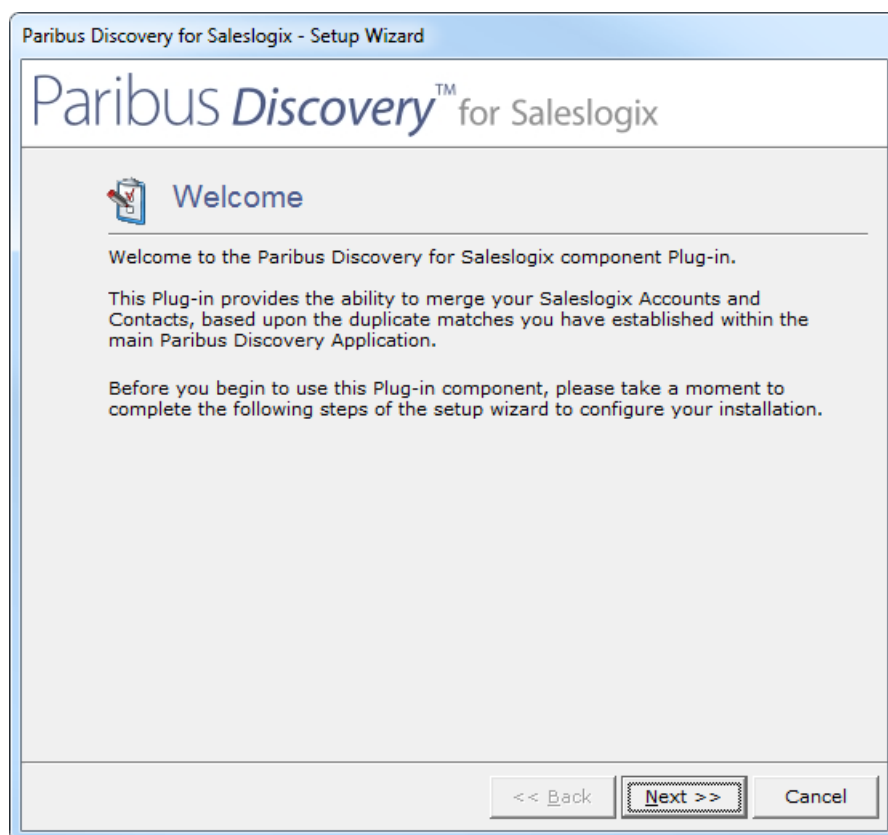 Paribus Discovery for Saleslogix - Setup Wizard
Paribus Discovery™ for Saleslogix
Welcome
Welcome to the Paribus Discovery for Saleslogix component Plug-in.
This Plug-in provides the ability to merge your Saleslogix Accounts and
Contacts, based upon the duplicate matches you have established within the
main Paribus Discovery Application.
Before you begin to use this Plug-in component, please take a moment to
complete the following steps of the setup wizard to configure your installation.
<< Back Next >> Cancel